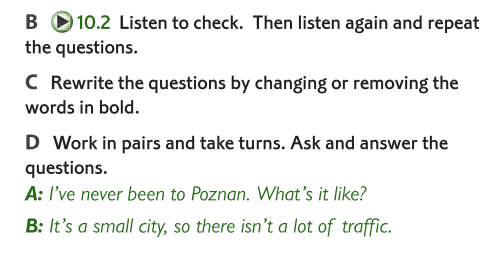 B 10.2 Listen to check. Then listen again and repeat
the questions.
C Rewrite the questions by changing or removing the
words in bold.
D Work in pairs and take turns. Ask and answer the
questions.
A: I've never been to Poznan. What's it like?
B: It's a small city, so there isn't a lot of traffic.